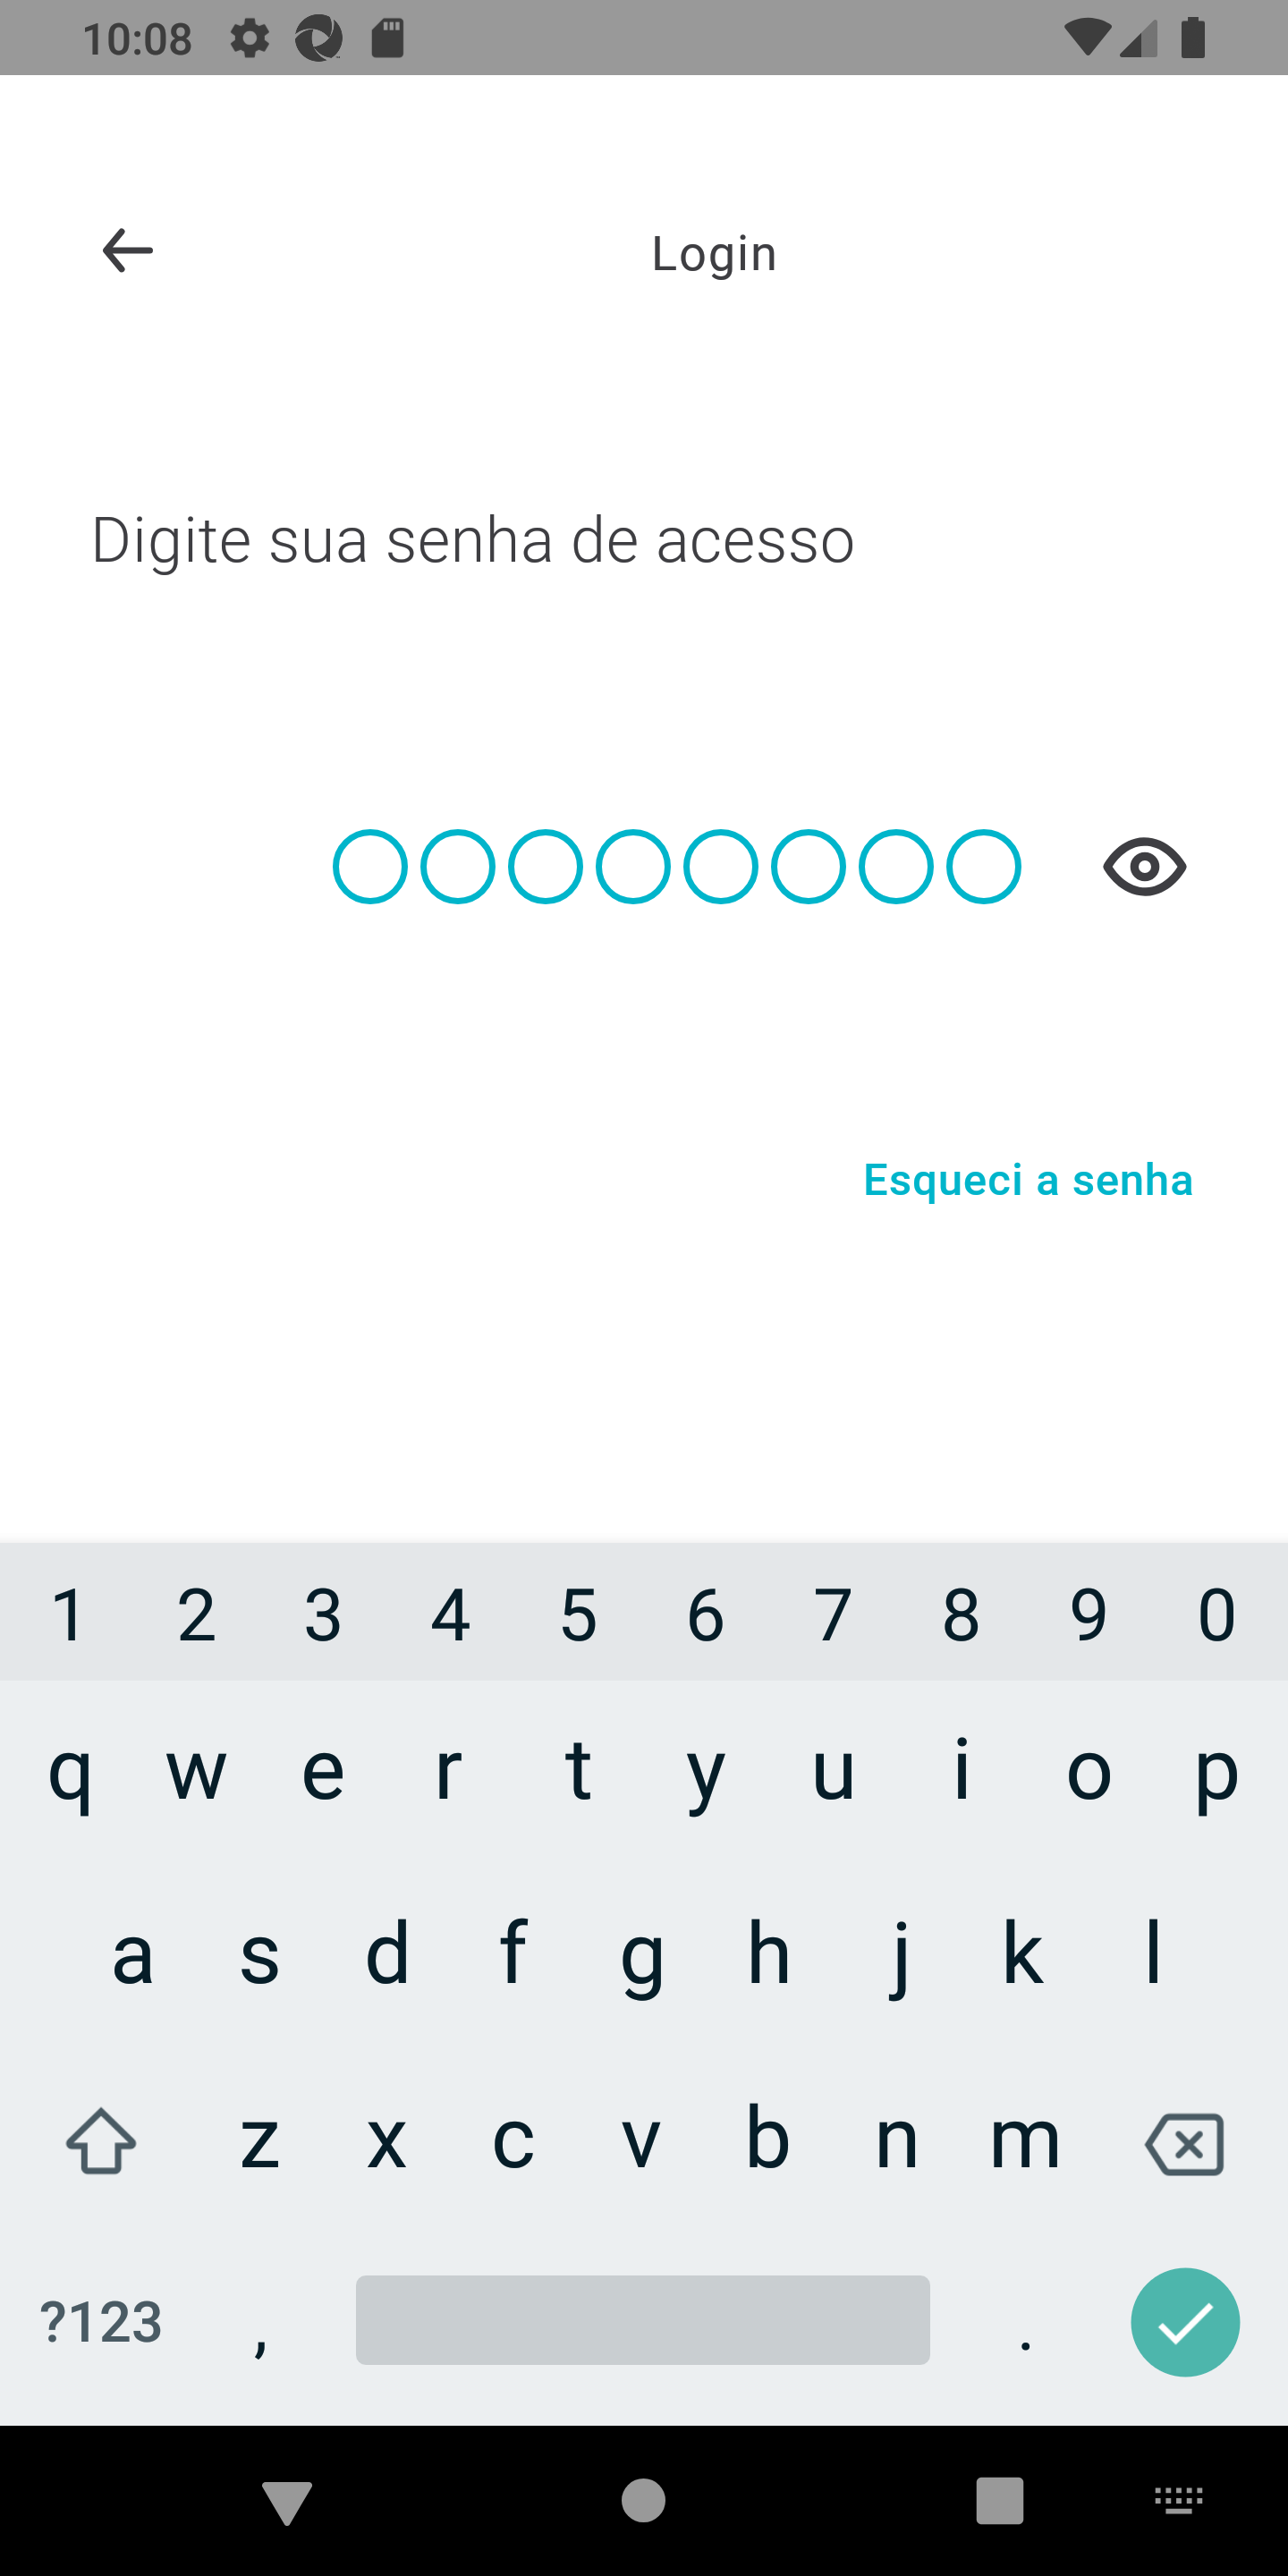 10:08
Login
Digite sua senha de acesso
Esqueci a senha
1 2 3 4 5 6 7 8 9 0
q w e r t y u i o p
a s d f g h j k l
z x c v b n m
?123 , .